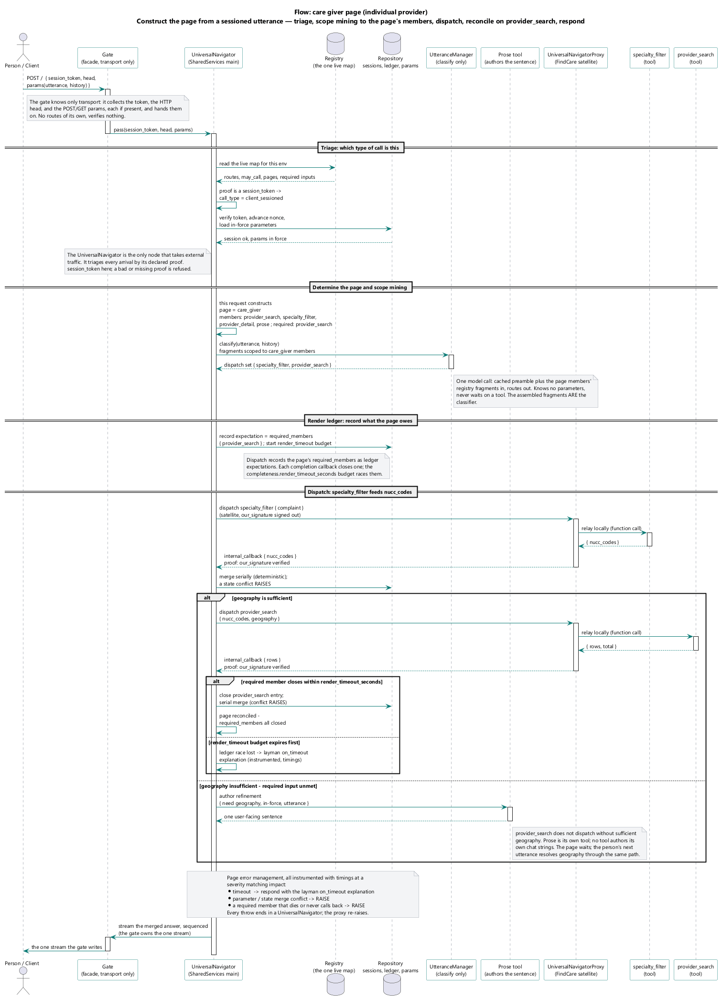 Flow: care giver page (individual provider)
Construct the page from a sessioned utterance — triage, scope mining to the page's members, dispatch, reconcile on provider_search, respond
Person / Client
Gate
(facade, transport only)
UniversalNavigator
(SharedServices main)
Registry
(the one live map)
Repository
sessions, ledger, params
UtteranceManager
(classify only)
Prose tool
(authors the sentence)
UniversalNavigatorProxy
(FindCare satellite)
specialty_filter
(tool)
provider_search
(tool)
POST /  { session_token, head,
params(utterance, history) }
The gate knows only transport: it collects the token, the HTTP
head, and the POST/GET params, each if present, and hands them
on. No routes of its own, verifies nothing.
pass(session_token, head, params)
Triage: which type of call is this
read the live map for this env
routes, may_call, pages, required inputs
proof is a session_token ->
call_type = client_sessioned
verify token, advance nonce,
load in-force parameters
session ok, params in force
The UniversalNavigator is the only node that takes external
traffic. It triages every arrival by its declared proof.
session_token here; a bad or missing proof is refused.
Determine the page and scope mining
this request constructs
page = care_giver
members: provider_search, specialty_filter,
provider_detail, prose ; required: provider_search
classify(utterance, history)
fragments scoped to care_giver members
dispatch set { specialty_filter, provider_search }
One model call: cached preamble plus the page members'
registry fragments in, routes out. Knows no parameters,
never waits on a tool. The assembled fragments ARE the
classifier.
Render ledger: record what the page owes
record expectation = required_members
{ provider_search } ; start render_timeout budget
Dispatch records the page's required_members as ledger
expectations. Each completion callback closes one; the
completeness.render_timeout_seconds budget races them.
Dispatch: specialty_filter feeds nucc_codes
dispatch specialty_filter { complaint }
(satellite, our_signature signed out)
relay locally (function call)
{ nucc_codes }
internal_callback { nucc_codes }
proof: our_signature verified
merge serially (deterministic);
a state conflict RAISES
alt [geography is sufficient]
dispatch provider_search
{ nucc_codes, geography }
relay locally (function call)
{ rows, total }
internal_callback { rows }
proof: our_signature verified
alt [required member closes within render_timeout_seconds]
close provider_search entry;
serial merge (conflict RAISES)
page reconciled -
required_members all closed
[render_timeout budget expires first]
ledger race lost -> layman on_timeout
explanation (instrumented, timings)
[geography insufficient - required input unmet]
author refinement
{ need geography, in-force, utterance }
one user-facing sentence
provider_search does not dispatch without sufficient
geography. Prose is its own tool; no tool authors its
own chat strings. The page waits; the person's next
utterance resolves geography through the same path.
Page error management, all instrumented with timings at a
severity matching impact:
• timeout  -> respond with the layman on_timeout explanation
• parameter / state merge conflict -> RAISE
• a required member that dies or never calls back -> RAISE
Every throw ends in a UniversalNavigator; the proxy re-raises.
stream the merged answer, sequenced
(the gate owns the one stream)
the one stream the gate writes
Person / Client
Gate
(facade, transport only)
UniversalNavigator
(SharedServices main)
Registry
(the one live map)
Repository
sessions, ledger, params
UtteranceManager
(classify only)
Prose tool
(authors the sentence)
UniversalNavigatorProxy
(FindCare satellite)
specialty_filter
(tool)
provider_search
(tool)